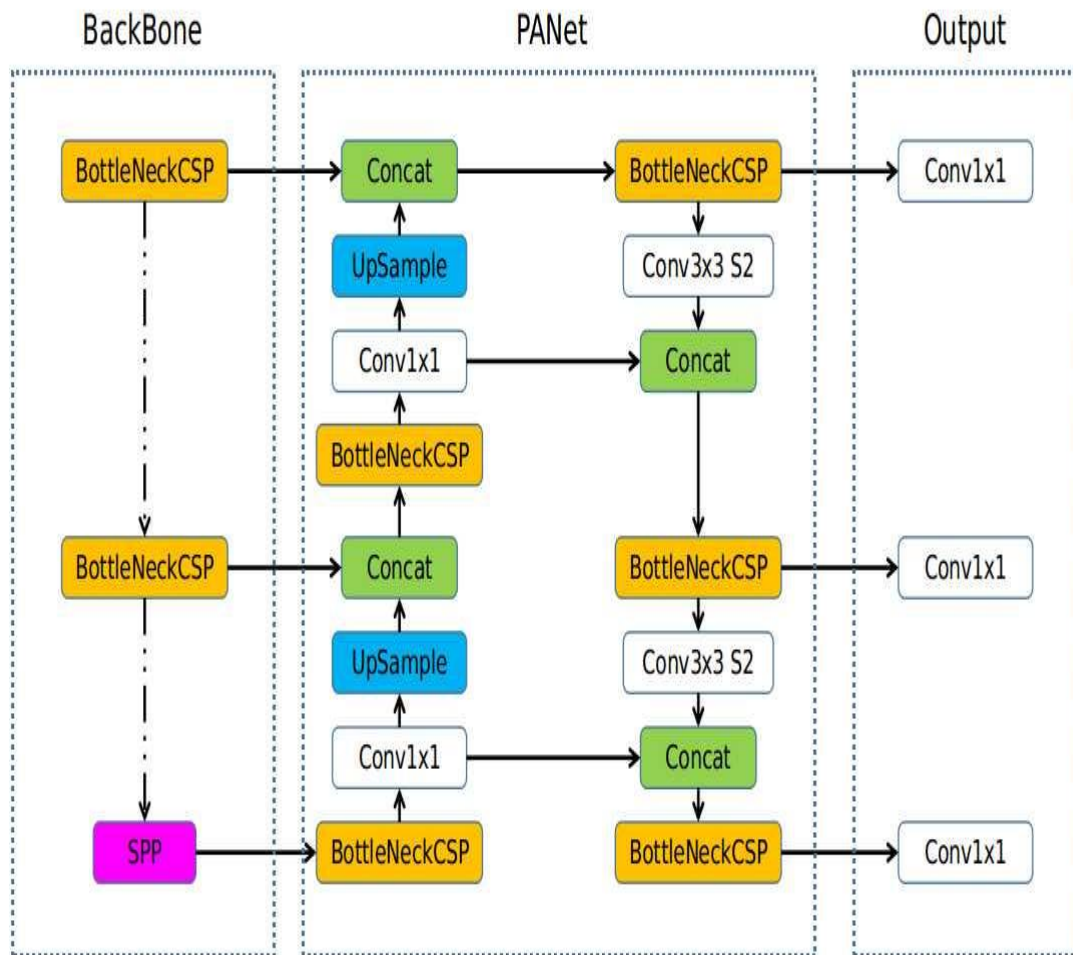 BackBone
PANet
Output
BottleNeckCSP
Concat
BottleNeckCSP
Conv1x1
UpSample
Conv3x3 S2
Conv1x1
Concat
BottleNeckCSP
BottleNeckCSP
Concat
BottleNeckCSP
Conv1x1
UpSample
Conv3x3 S2
Conv1x1
Concat
SPP
BottleNeckCSP
BottleNeckCSP
Conv1x1